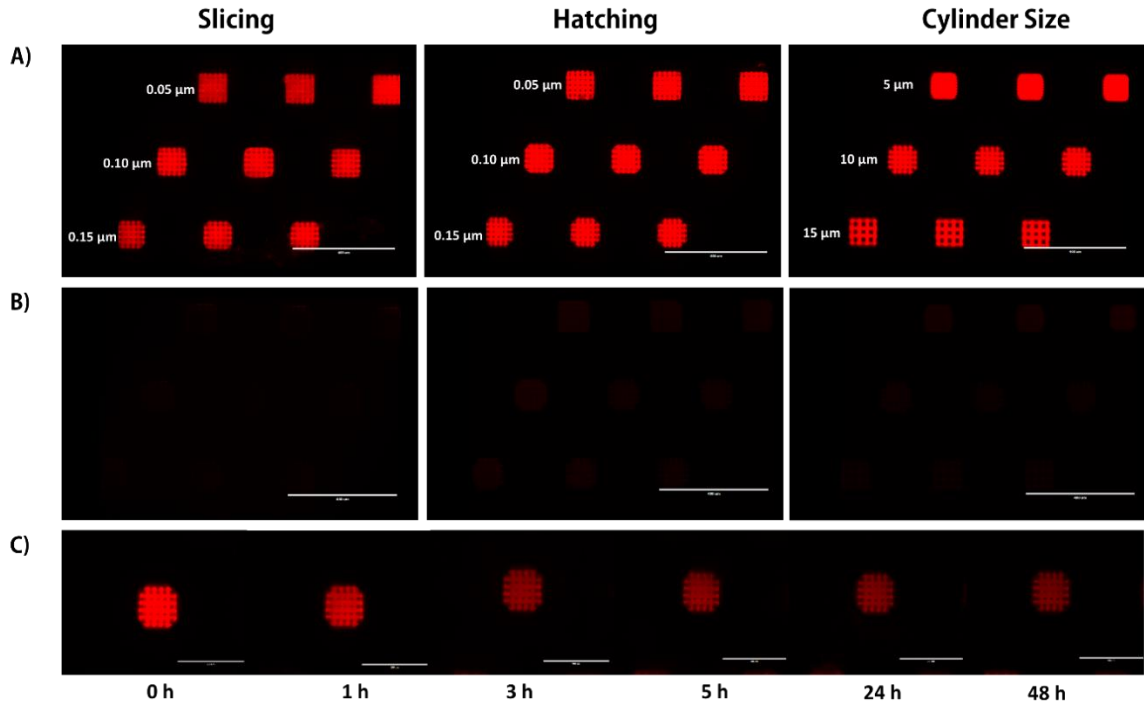 Slicing Hatching Cylinder Size
A)
0.05 µm 0.05 µm 5 µm
0.10 µm 0.10 µm 10 µm
0.15 µm 0.15 µm 15 µm
B)
C)
0 h 1 h 3 h 5 h 24 h 48 h